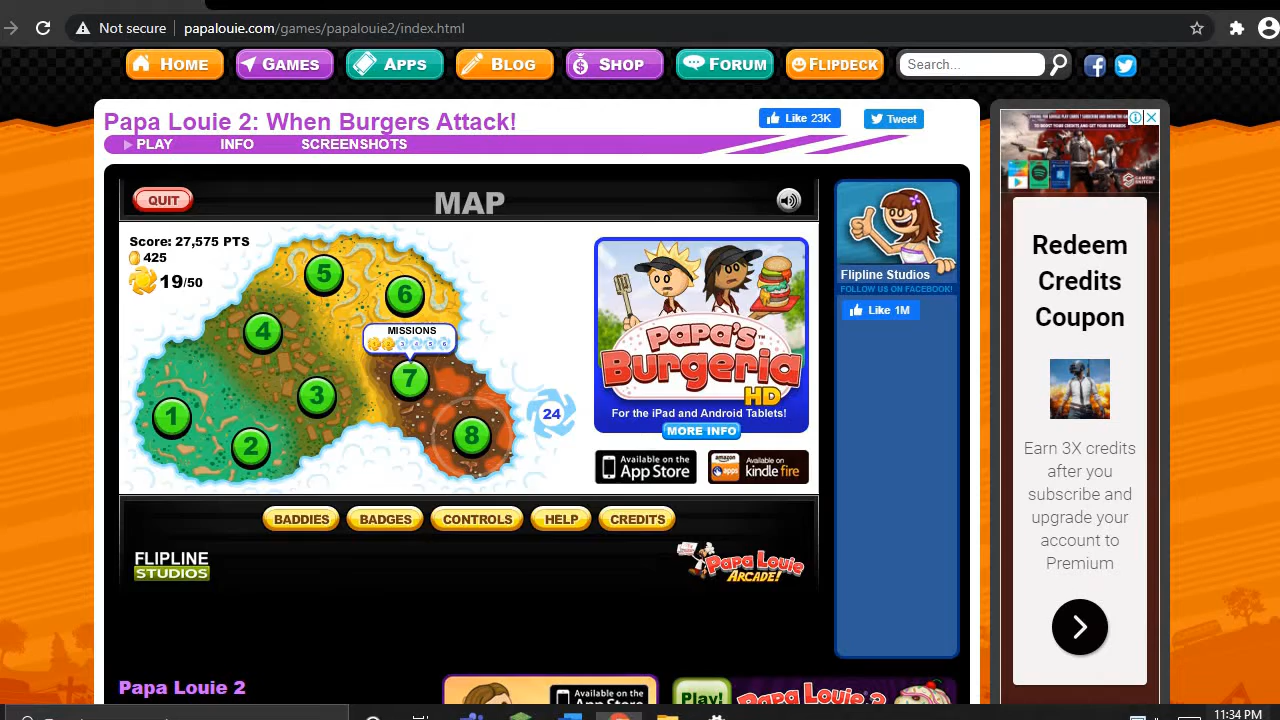 Not secure papalouie.com/games/papalouie2/index.html
HOME GAMES APPS BLOG SHOP FORUM FLIPDECK Search...
Papa Louie 2: When Burgers Attack!
Like 23K Tweet
PLAY INFO SCREENSHOTS
QUIT MAP
Score: 27,575 PTS
425
19/50
5
6
MISSIONS
4
3
7
1
2
8
24
PAPA'S
Burgeria
HD
For the iPad and Android Tablets!
MORE INFO
Available on the
App Store
amazon apps
Available on
kindle fire
BADDIES BADGES CONTROLS HELP CREDITS
FLIPLINE
STUDIOS
PAPA LOUIE
ARCADE!
Flipline Studios
FOLLOW US ON FACEBOOK!
Like 1M
Redeem
Credits
Coupon
Earn 3X credits
after you
subscribe and
upgrade your
account to
Premium
Papa Louie 2
Available on the
Play!
PAPA LOUIE 2
11:34 PM